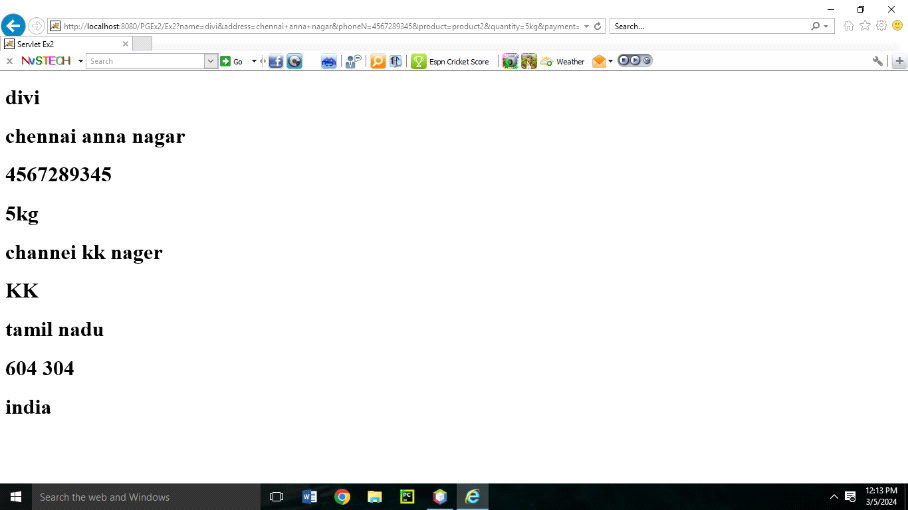 http://localhost:8080/PGEx2/Ex2?name=divi&address=chennai+anna+nagar&phoneN=4567289345&product=product2&quantity=5kg&payment=
Search...
Servlet Ex2
NvSTECH
Search
Go
Espn Cricket Score
Weather
divi
chennai anna nagar
4567289345
5kg
channei kk nager
KK
tamil nadu
604 304
india
Search the web and Windows
12:13 PM
3/5/2024